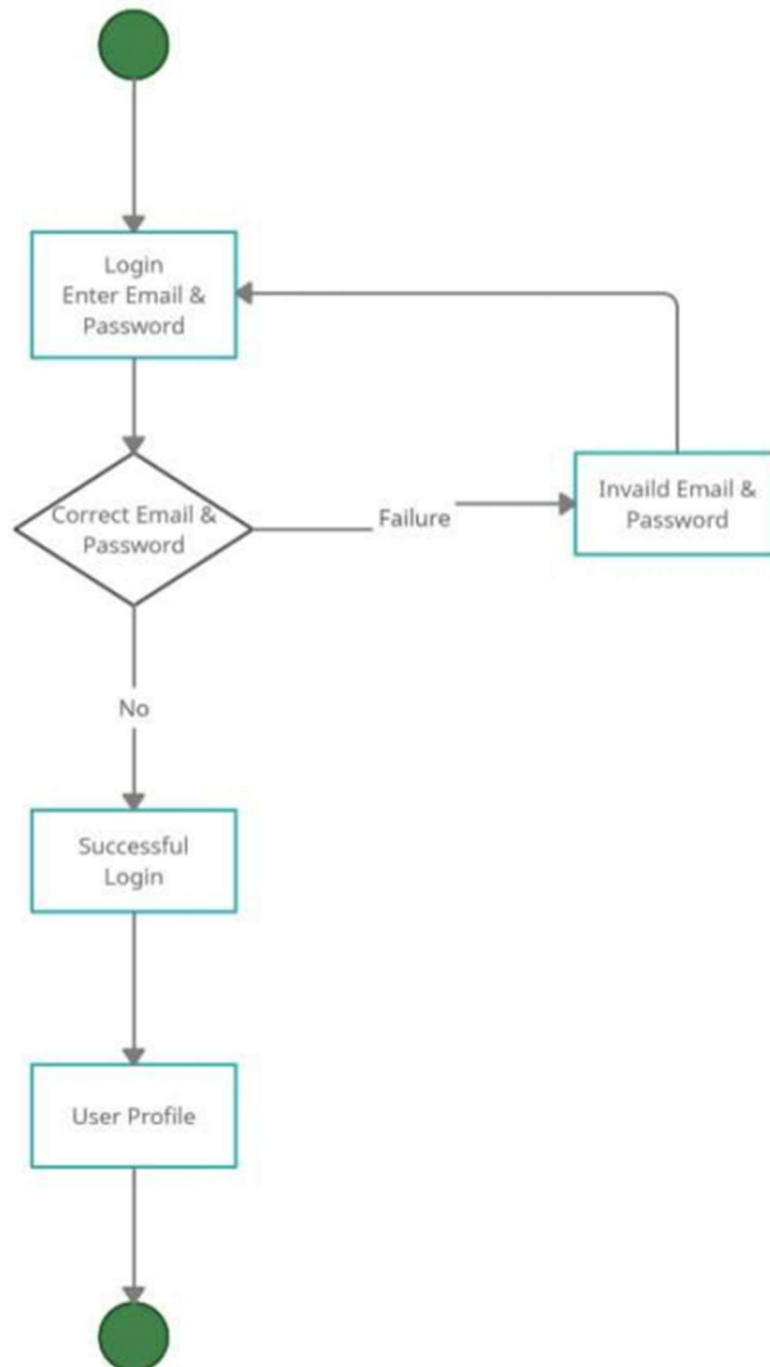 Login
Enter Email &
Password
Correct Email &
Password
Failure
Invaild Email &
Password
No
Successful
Login
User Profile